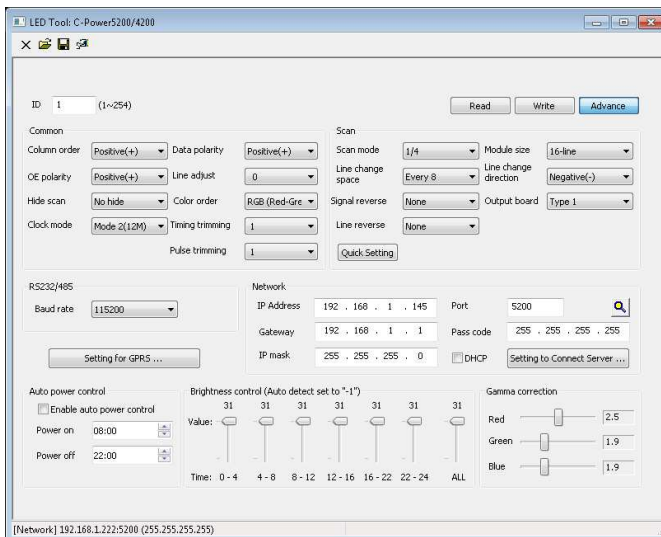 LED Tool: C-Power5200/4200
ID 1 (1~254) Read Write Advance
Common
Column order Positive(+) Data polarity Positive(+)
OE polarity Positive(+) Line adjust 0
Hide scan No hide Color order RGB (Red-Gre
Clock mode Mode 2(12M) Timing trimming 1
Pulse trimming 1
Scan
Scan mode 1/4 Module size 16-line
Line change space Every 8 Line change direction Negative(-)
Signal reverse None Output board Type 1
Line reverse None
Quick Setting
RS232/485
Baud rate 115200
Setting for GPRS ...
Network
IP Address 192 . 168 . 1 . 145 Port 5200
Gateway 192 . 168 . 1 . 1 Pass code 255 . 255 . 255 . 255
IP mask 255 . 255 . 255 . 0 DHCP Setting to Connect Server ...
Auto power control
Enable auto power control
Power on 08:00
Power off 22:00
Brightness control (Auto detect set to "-1")
31 31 31 31 31 31 31
Value:
Time: 0 - 4 4 - 8 8 - 12 12 - 16 16 - 22 22 - 24 ALL
Gamma correction
Red 2.5
Green 1.9
Blue 1.9
[Network] 192.168.1.222:5200 (255.255.255.255)